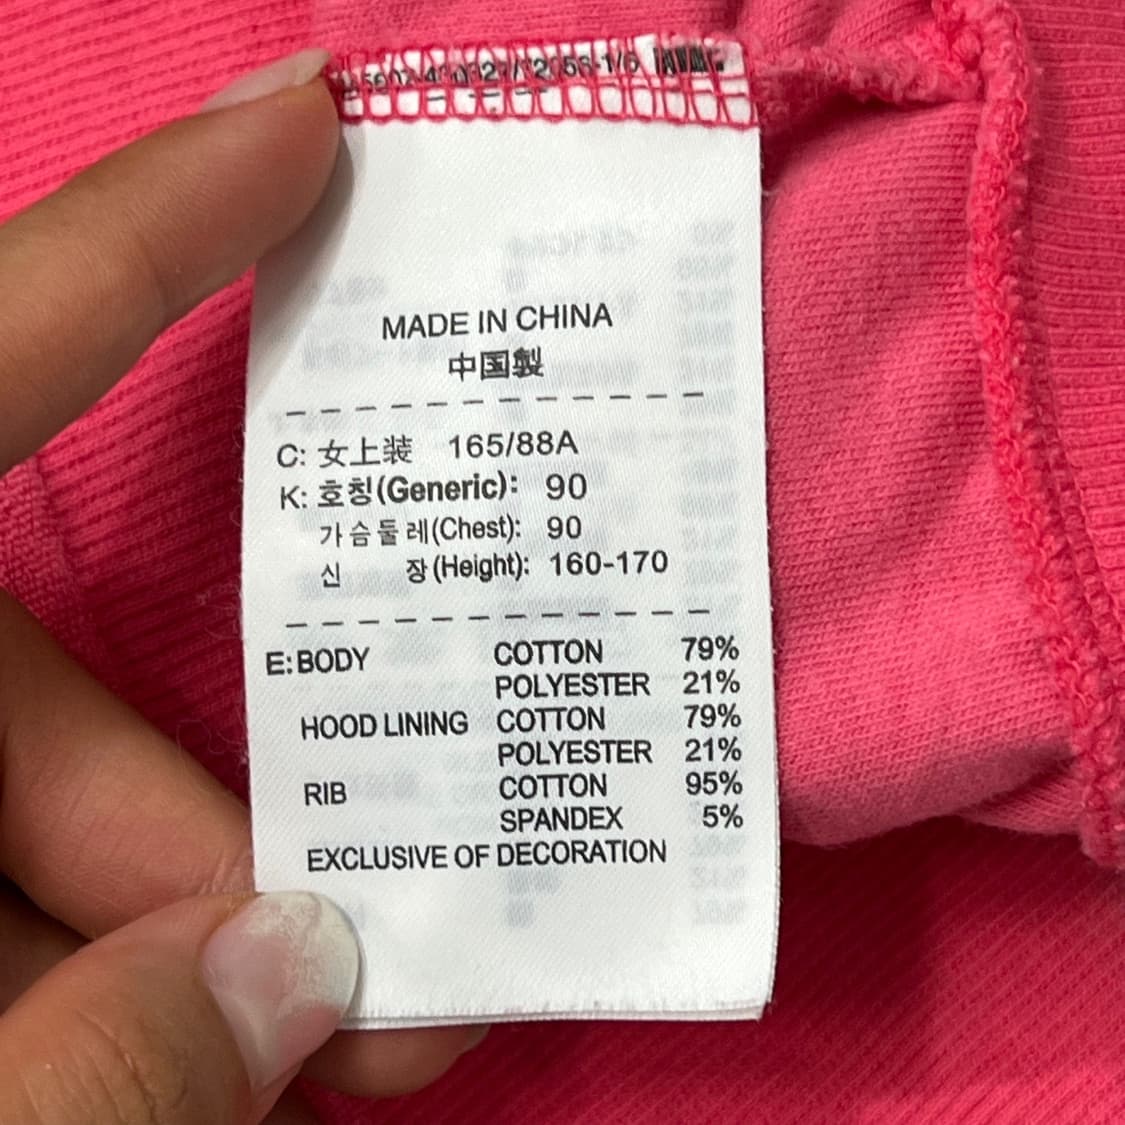 MADE IN CHINA
中国製
C: 女上装 165/88A
K: 호칭(Generic): 90
가슴둘레(Chest): 90
신 장(Height): 160-170
E: BODY COTTON 79%
POLYESTER 21%
HOOD LINING COTTON 79%
POLYESTER 21%
RIB COTTON 95%
SPANDEX 5%
EXCLUSIVE OF DECORATION